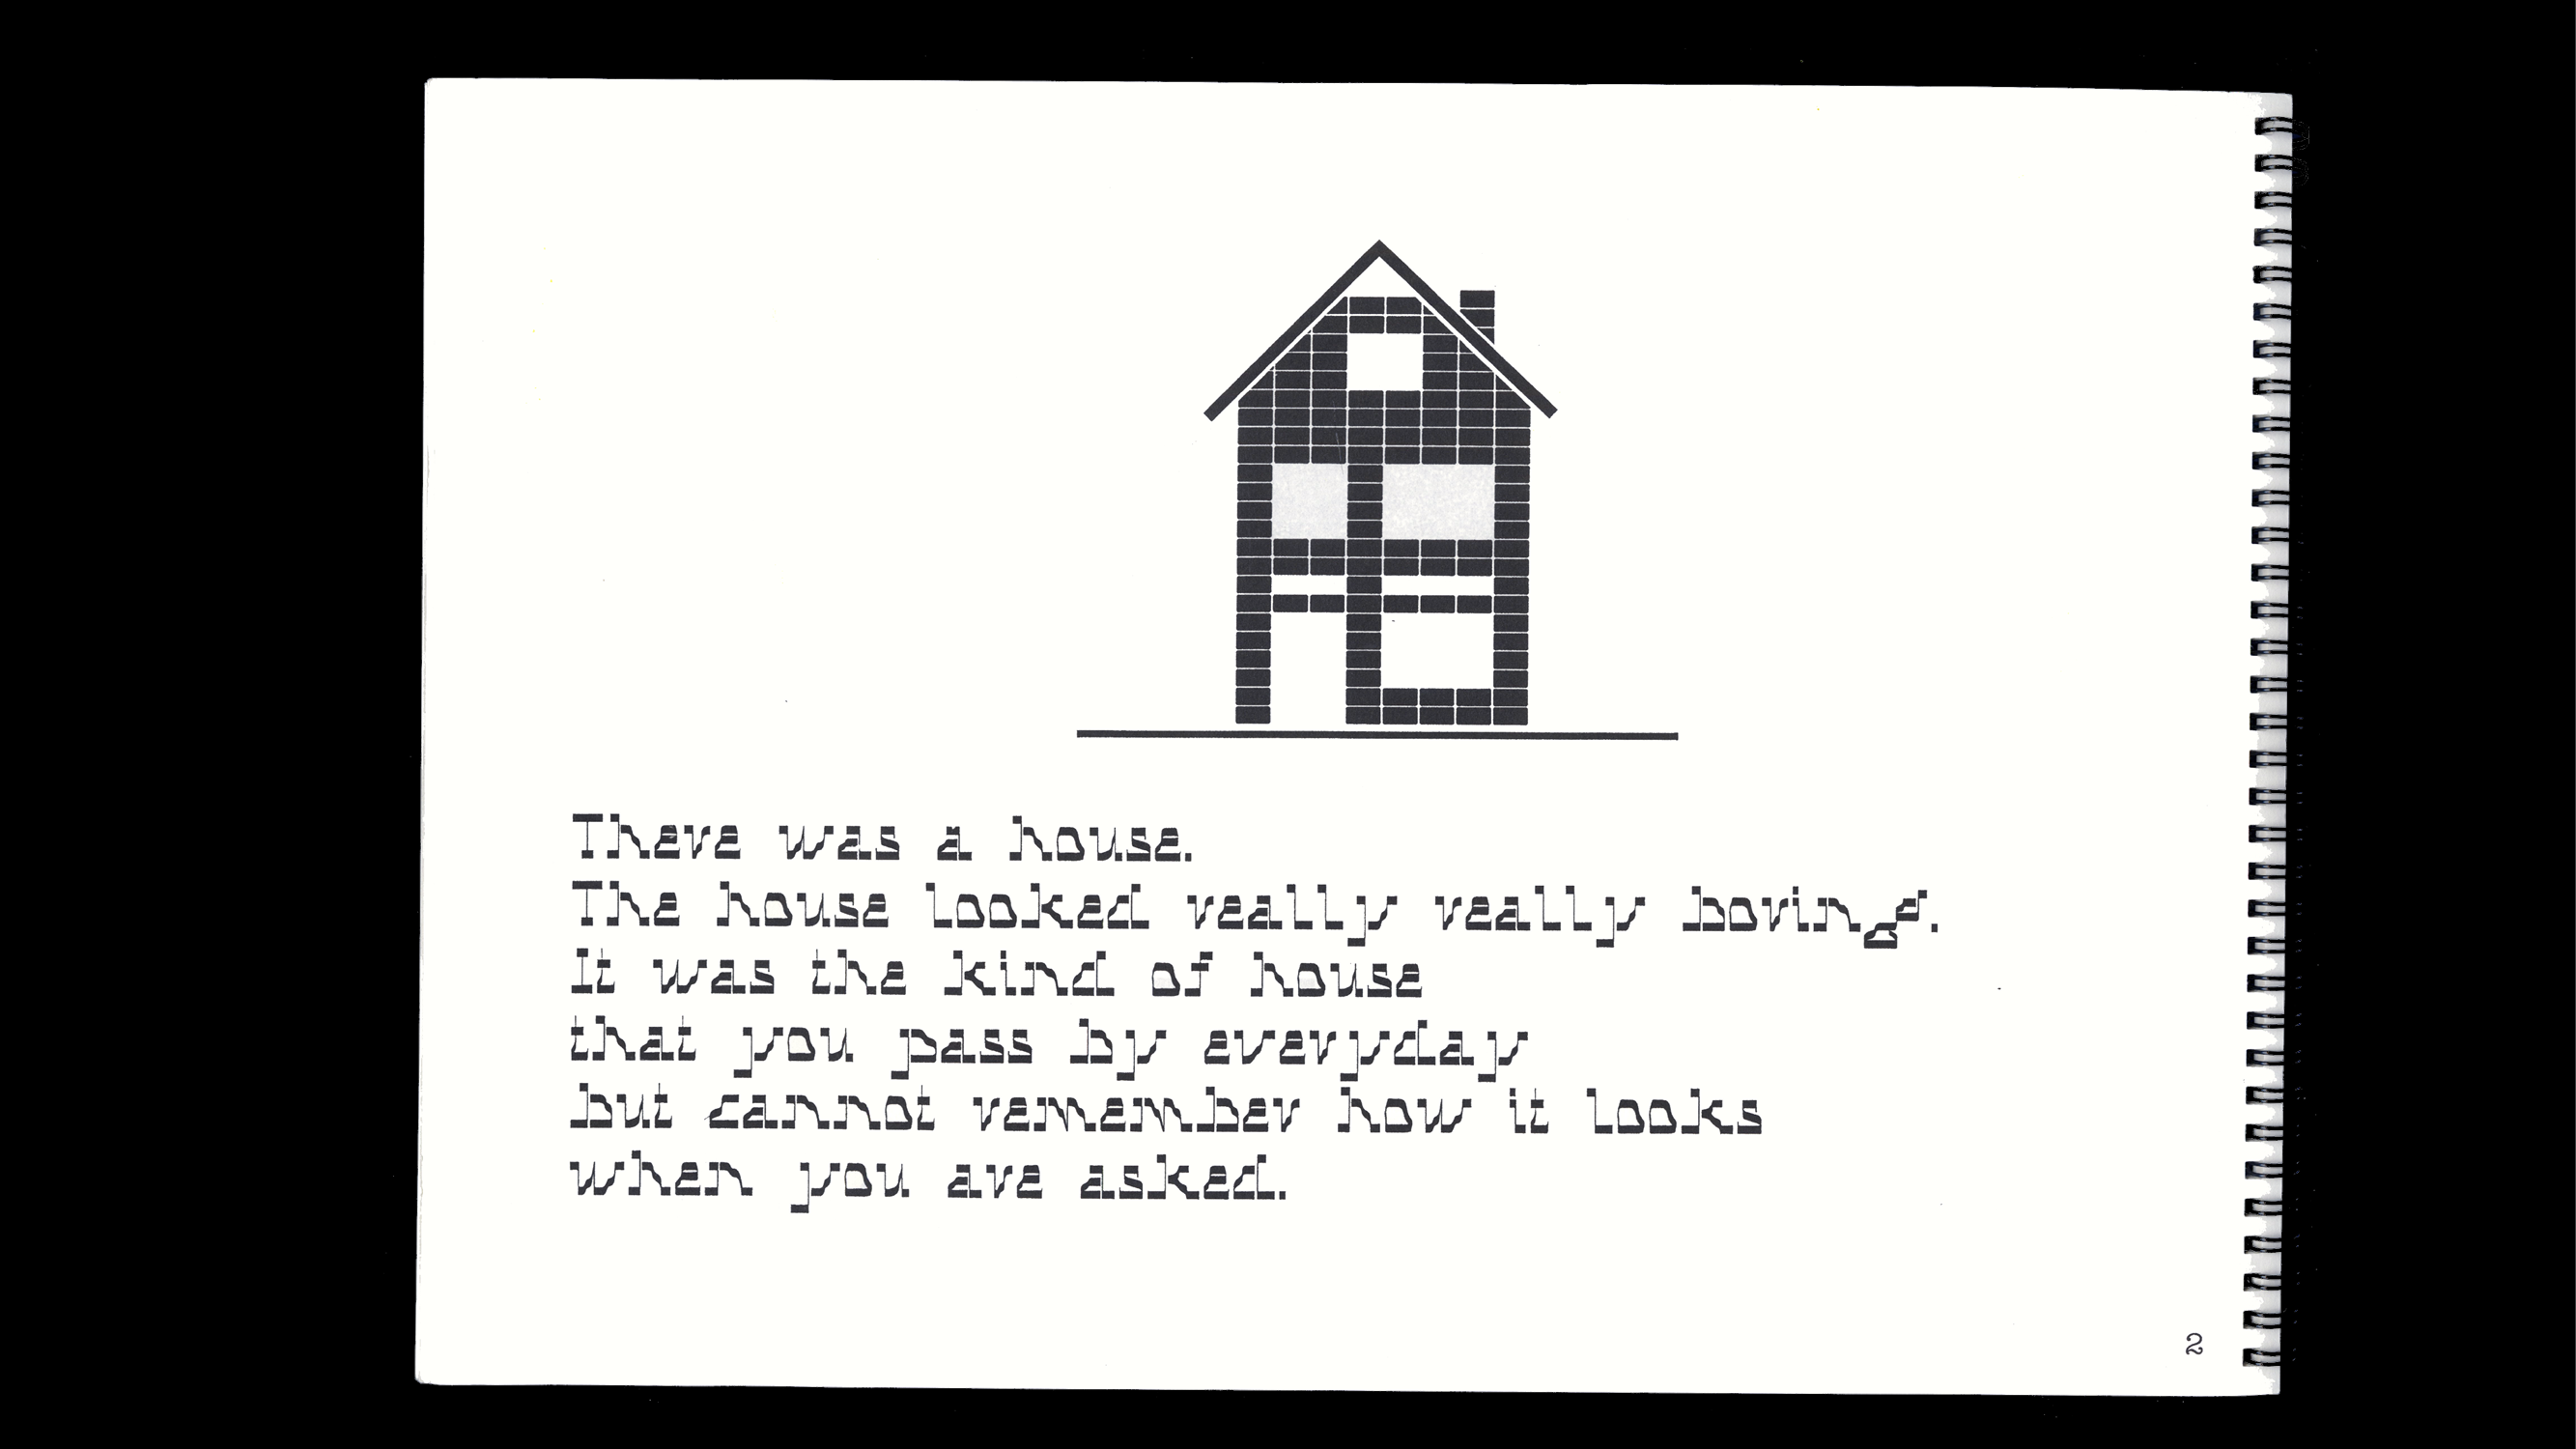 There was a house.
The house looked really really boring.
It was the kind of house
that you pass by everyday
but cannot remember how it looks
when you are asked.
2